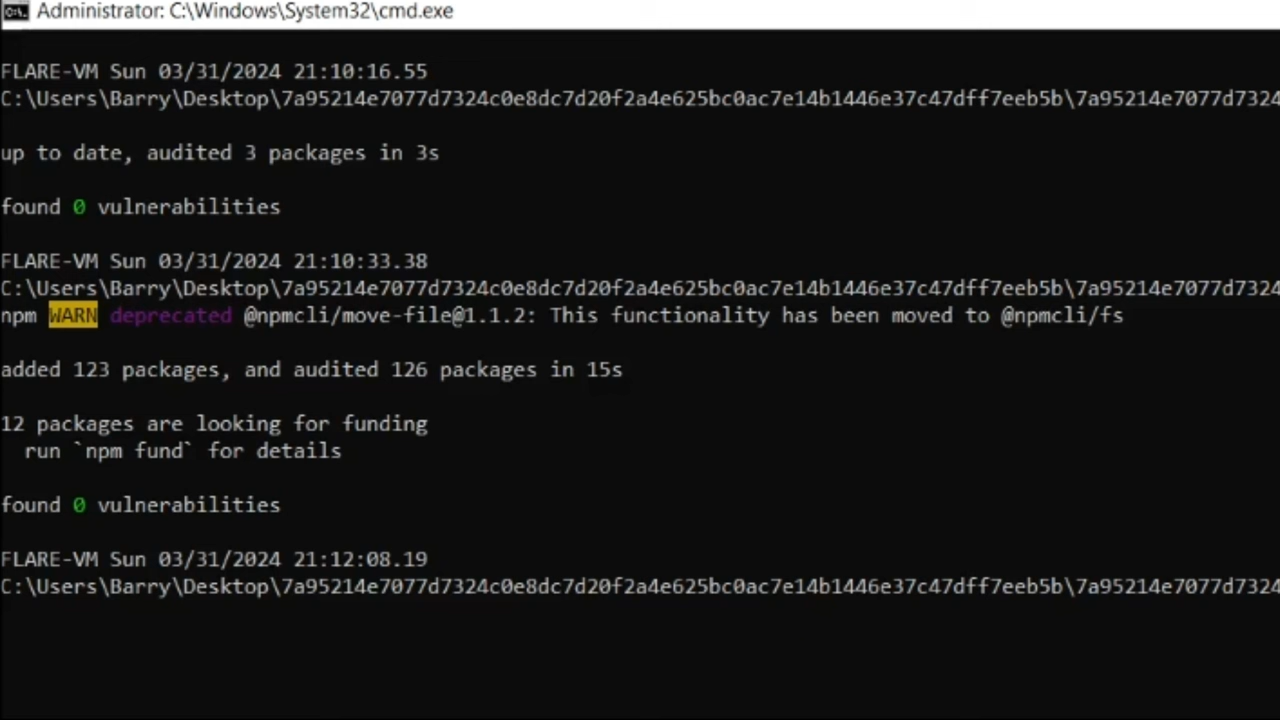 Administrator: C:\Windows\System32\cmd.exe
FLARE-VM Sun 03/31/2024 21:10:16.55
C:\Users\Barry\Desktop\7a95214e7077d7324c0e8dc7d20f2a4e625bc0ac7e14b1446e37c47dff7eeb5b\7a95214e7077d7324
up to date, audited 3 packages in 3s
found 0 vulnerabilities
FLARE-VM Sun 03/31/2024 21:10:33.38
C:\Users\Barry\Desktop\7a95214e7077d7324c0e8dc7d20f2a4e625bc0ac7e14b1446e37c47dff7eeb5b\7a95214e7077d7324
npm WARN deprecated @npmcli/move-file@1.1.2: This functionality has been moved to @npmcli/fs
added 123 packages, and audited 126 packages in 15s
12 packages are looking for funding
run `npm fund` for details
found 0 vulnerabilities
FLARE-VM Sun 03/31/2024 21:12:08.19
C:\Users\Barry\Desktop\7a95214e7077d7324c0e8dc7d20f2a4e625bc0ac7e14b1446e37c47dff7eeb5b\7a95214e7077d7324